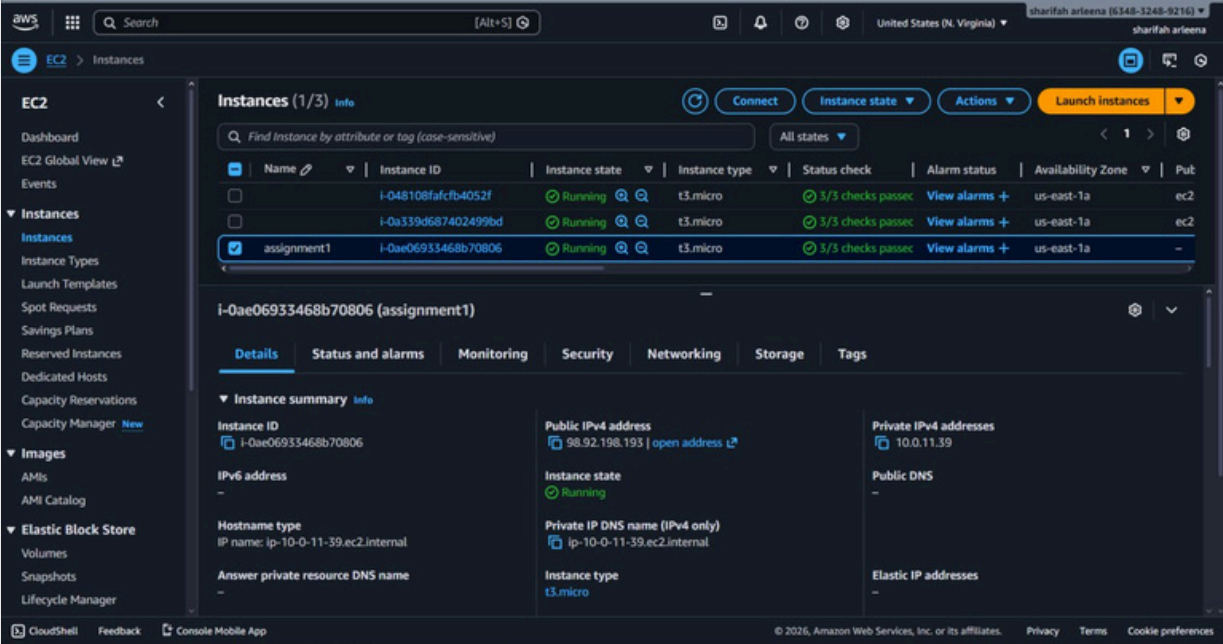 aws
Search
[Alt+S]
United States (N. Virginia)
sharifah arleena (6348-3248-9216)
sharifah arleena
EC2 > Instances
EC2
Dashboard
EC2 Global View
Events
Instances
Instances
Instance Types
Launch Templates
Spot Requests
Savings Plans
Reserved Instances
Dedicated Hosts
Capacity Reservations
Capacity Manager New
Images
AMIs
AMI Catalog
Elastic Block Store
Volumes
Snapshots
Lifecycle Manager
Instances (1/3) Info
Connect
Instance state
Actions
Launch instances
Find Instance by attribute or tag (case-sensitive)
All states
1
Name Instance ID Instance state Instance type Status check Alarm status Availability Zone Pub
i-048108fafcfb4052f Running t3.micro 3/3 checks passec View alarms + us-east-1a ec2
i-0a339d687402499bd Running t3.micro 3/3 checks passec View alarms + us-east-1a ec2
assignment1 i-0ae06933468b70806 Running t3.micro 3/3 checks passec View alarms + us-east-1a –
i-0ae06933468b70806 (assignment1)
Details Status and alarms Monitoring Security Networking Storage Tags
Instance summary Info
Instance ID
i-0ae06933468b70806
Public IPv4 address
98.92.198.193 | open address
Private IPv4 addresses
10.0.11.39
IPv6 address
–
Instance state
Running
Public DNS
–
Hostname type
IP name: ip-10-0-11-39.ec2.internal
Private IP DNS name (IPv4 only)
ip-10-0-11-39.ec2.internal
Answer private resource DNS name
–
Instance type
t3.micro
Elastic IP addresses
–
CloudShell Feedback Console Mobile App
© 2026, Amazon Web Services, Inc. or its affiliates. Privacy Terms Cookie preferences